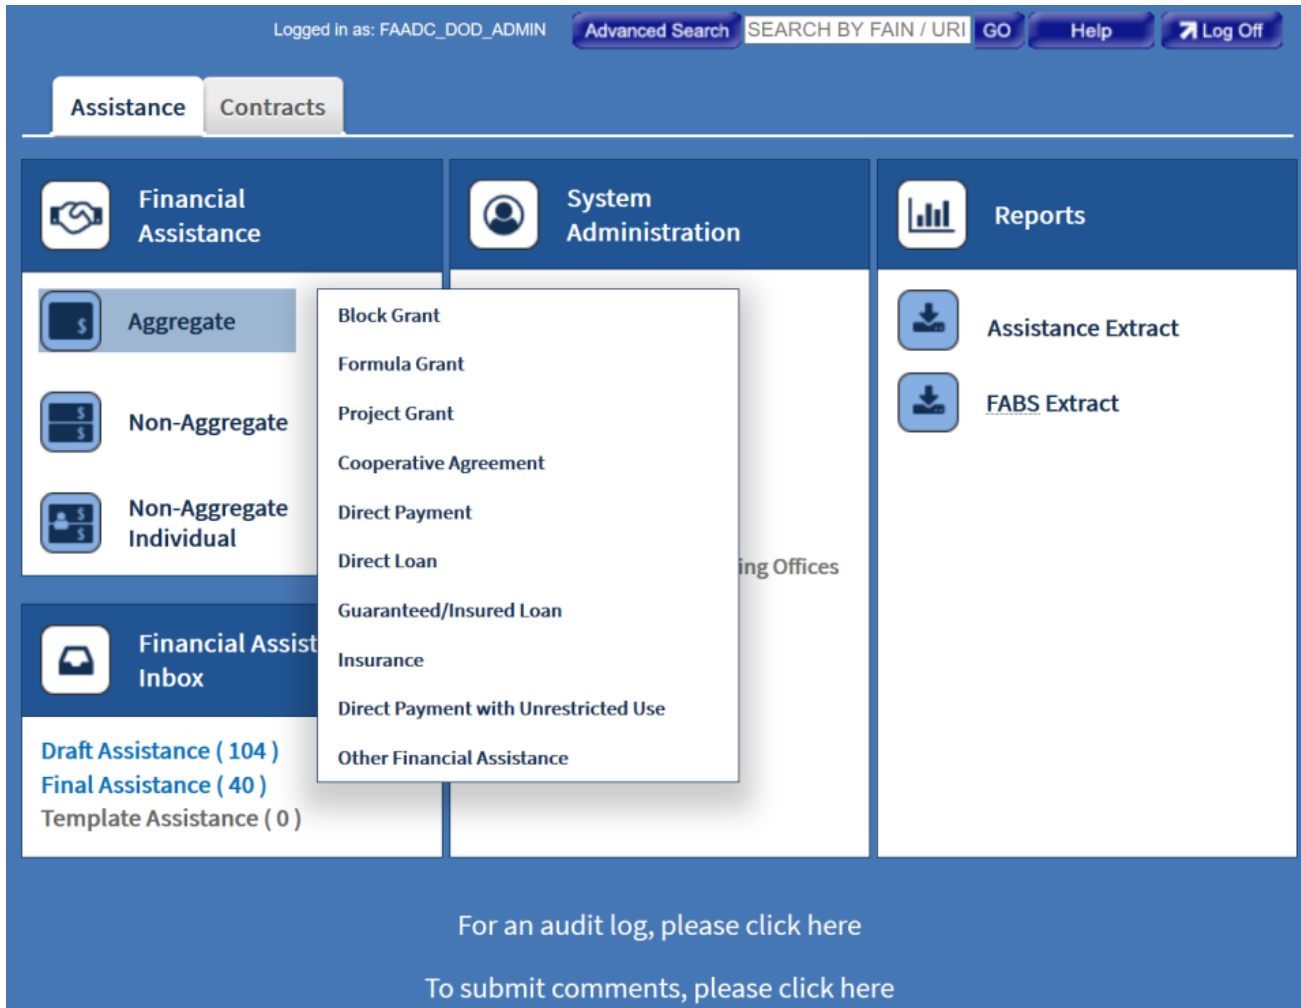 Logged in as: FAADC_DOD_ADMIN
Advanced Search
SEARCH BY FAIN / URI
GO
Help
Log Off
Assistance
Contracts
Financial
Assistance
Aggregate
Non-Aggregate
Non-Aggregate
Individual
Block Grant
Formula Grant
Project Grant
Cooperative Agreement
Direct Payment
Direct Loan
Guaranteed/Insured Loan
Insurance
Direct Payment with Unrestricted Use
Other Financial Assistance
System
Administration
ing Offices
Reports
Assistance Extract
FABS Extract
Financial Assist
Inbox
Draft Assistance ( 104 )
Final Assistance ( 40 )
Template Assistance ( 0 )
For an audit log, please click here
To submit comments, please click here